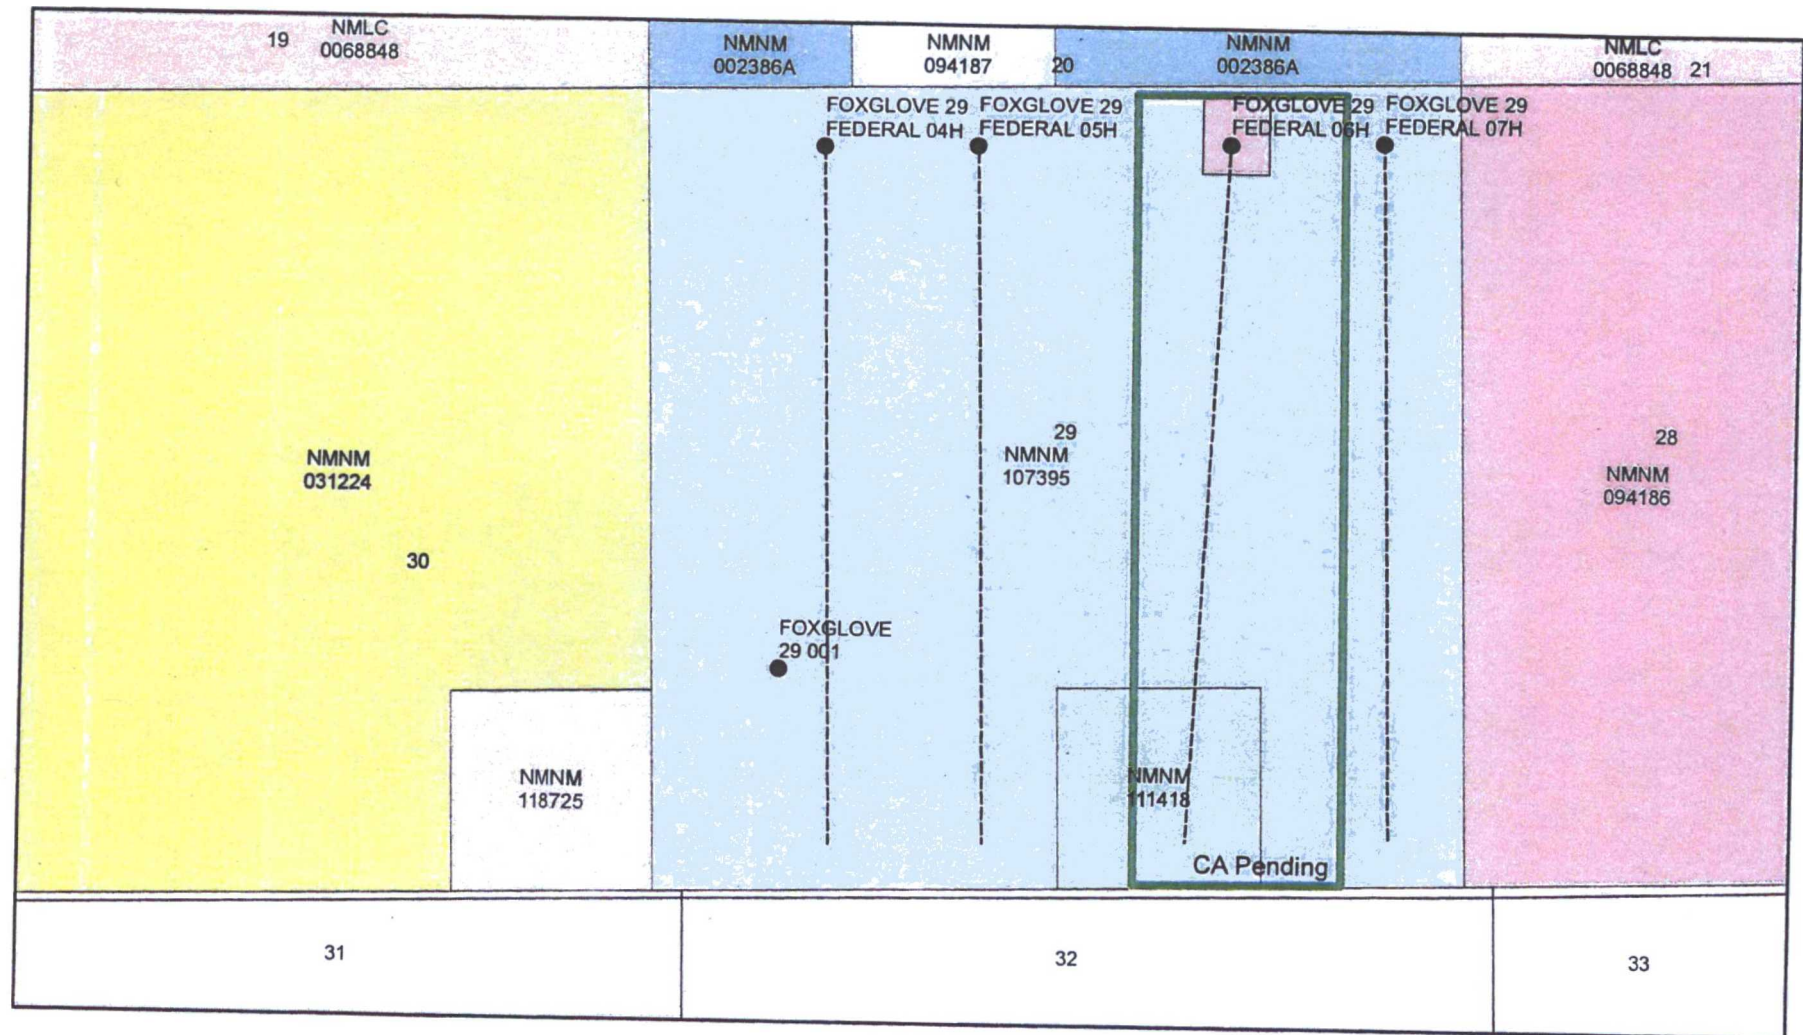 19
NMLC
0068848
NMNM
002386A
NMNM
094187
20
NMNM
002386A
NMLC
0068848
21
FOXGLOVE 29
FEDERAL 04H
FOXGLOVE 29
FEDERAL 05H
FOXGLOVE 29
FEDERAL 06H
FOXGLOVE 29
FEDERAL 07H
NMNM
031224
30
29
NMNM
107395
28
NMNM
094186
FOXGLOVE
29 001
NMNM
118725
NMNM
111418
CA Pending
31
32
33